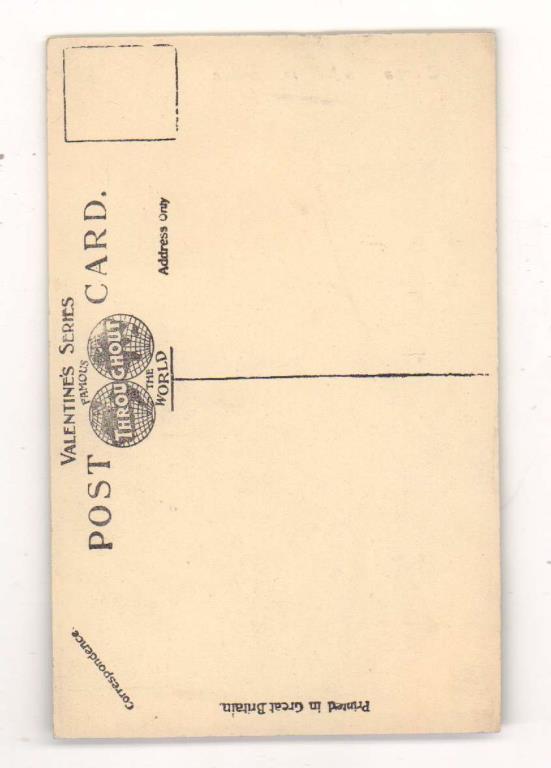 VALENTINE'S SERIES
FAMOUS
POST CARD.
THROUGHOUT
THE
WORLD
Correspondence.
Address Only
Printed in Great Britain.